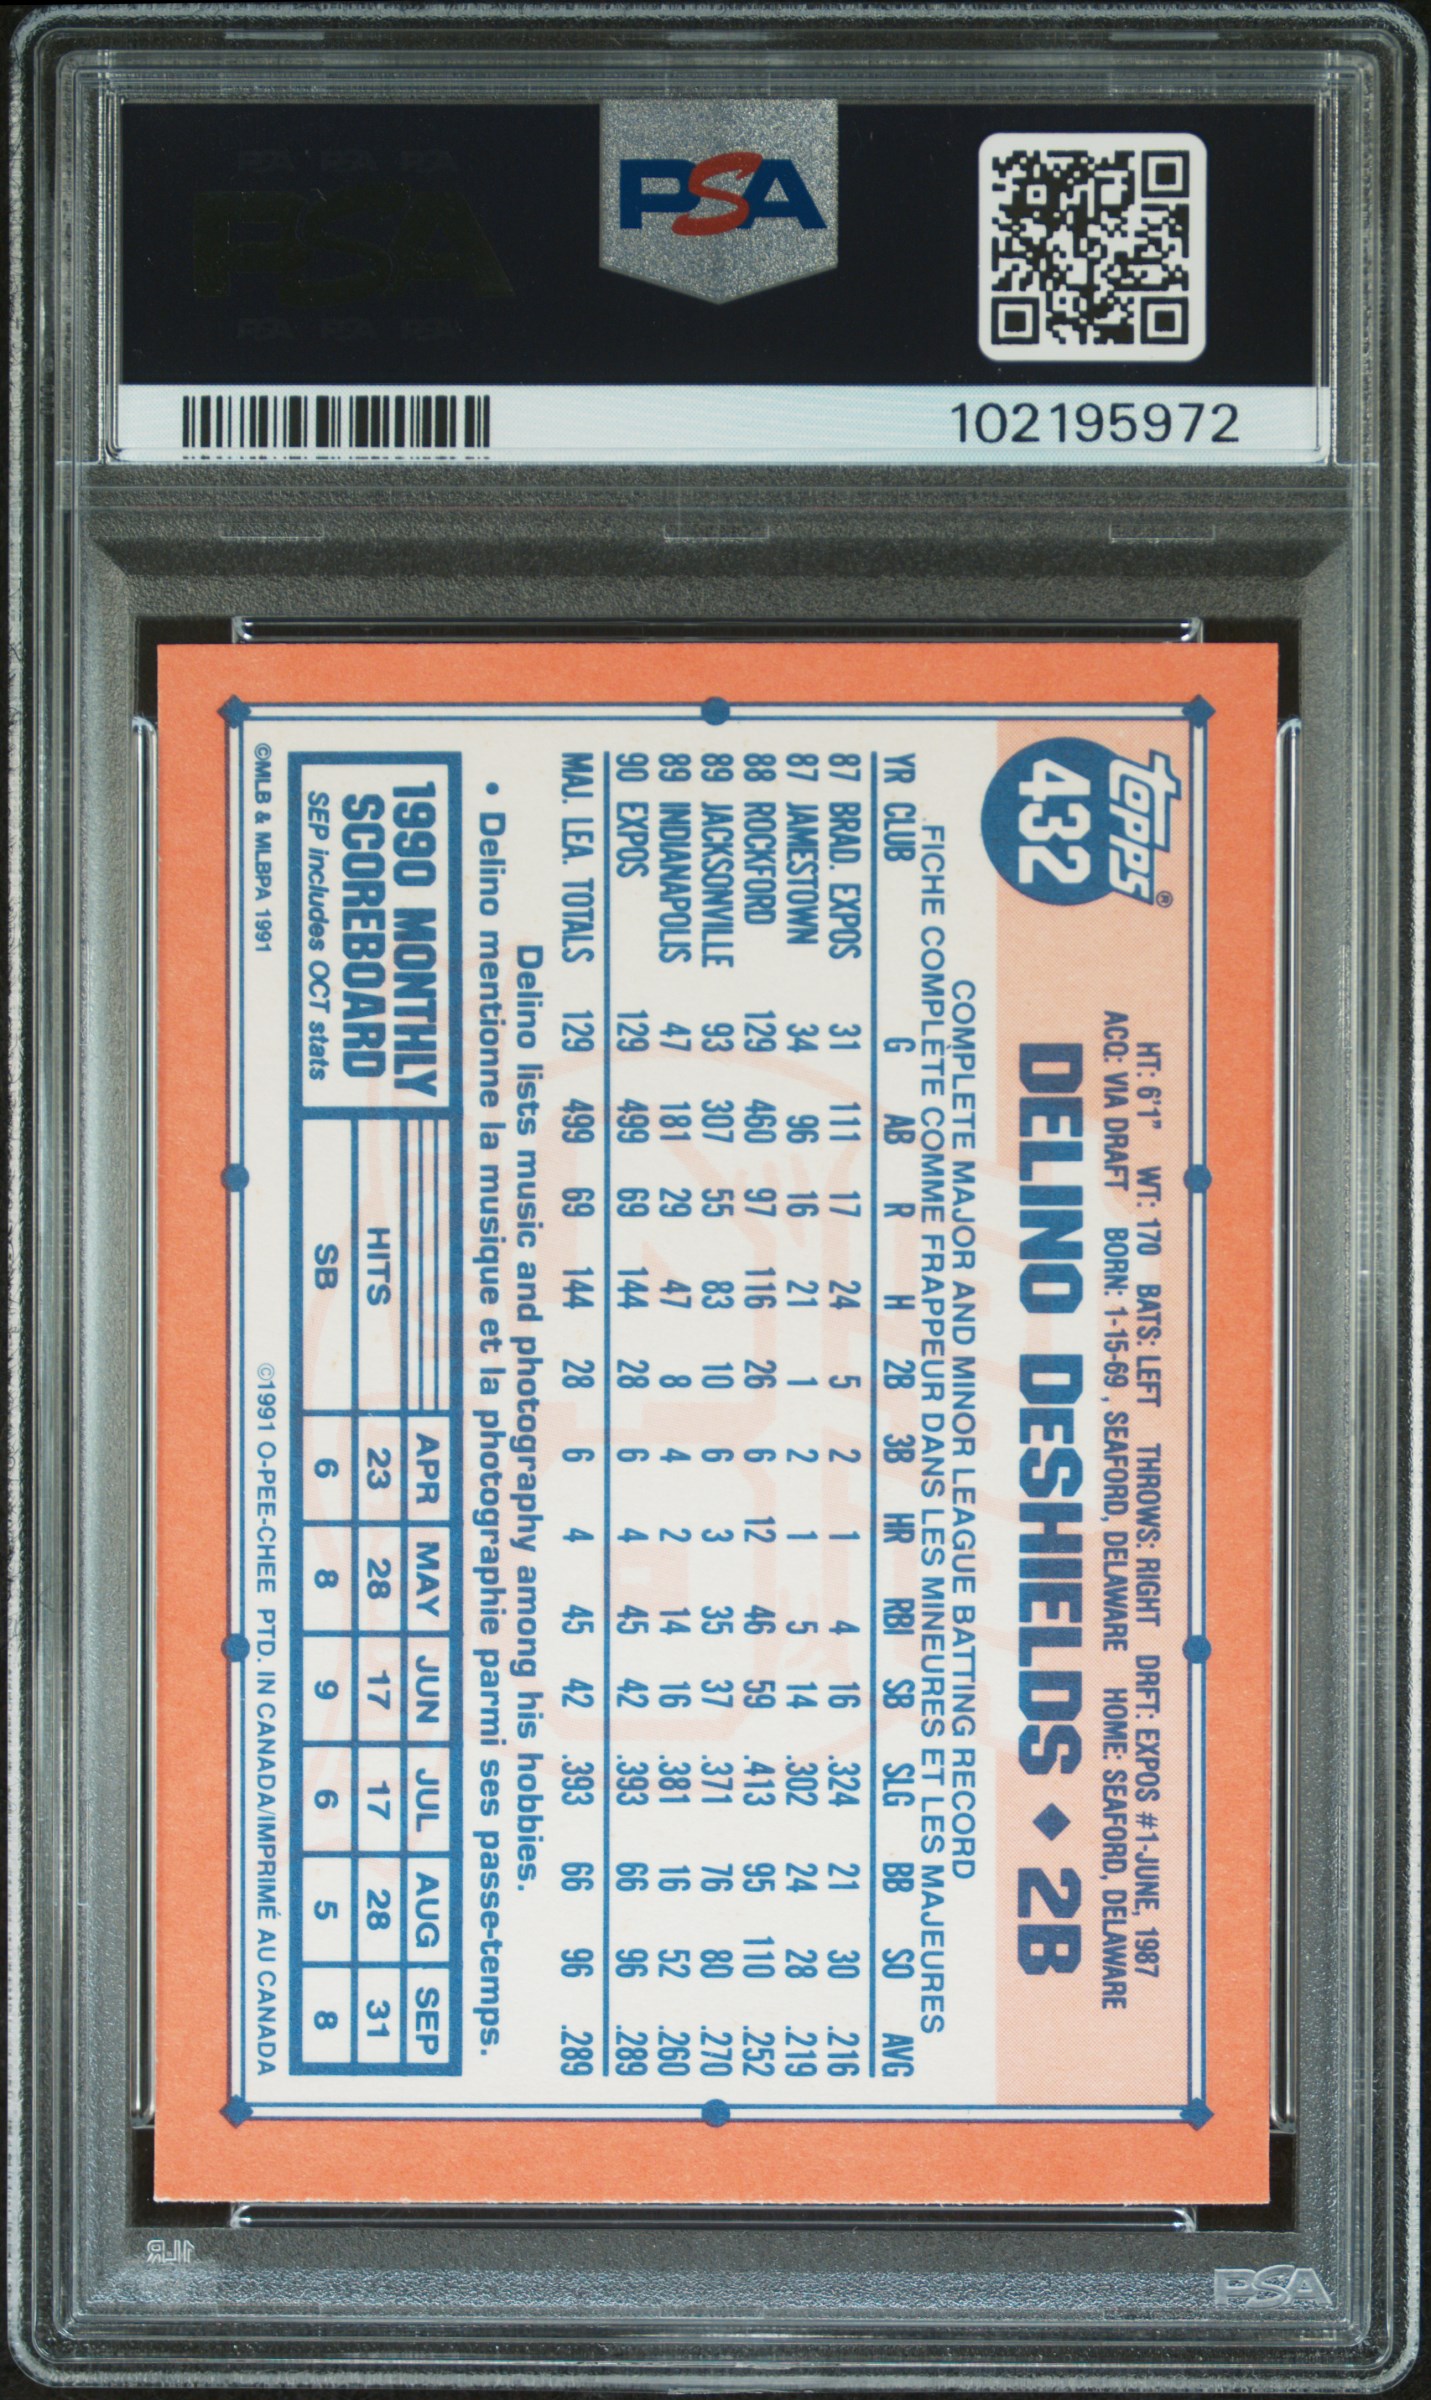 PSA
102195972
topps®
432
HT: 6'1" WT: 170 BATS: LEFT THROWS: RIGHT DRFT: EXPOS #1-JUNE, 1987
ACQ: VIA DRAFT BORN: 1-15-69, SEAFORD, DELAWARE HOME: SEAFORD, DELAWARE
DELINO DESHIELDS ♦ 2B
COMPLETE MAJOR AND MINOR LEAGUE BATTING RECORD
FICHE COMPLÈTE COMME FRAPPEUR DANS LES MINEURES ET LES MAJEURES
YR CLUB G AB R H 2B 3B HR RBI SB SLG BB SO AVG
87 BRAD. EXPOS 31 111 17 24 5 2 1 4 16 .324 21 30 .216
87 JAMESTOWN 34 96 16 21 1 2 1 5 14 .302 24 28 .219
88 ROCKFORD 129 460 97 116 26 6 12 46 59 .413 95 110 .252
89 JACKSONVILLE 93 307 55 83 10 6 3 35 37 .371 76 80 .270
89 INDIANAPOLIS 47 181 29 47 8 4 2 14 16 .381 16 52 .260
90 EXPOS 129 499 69 144 28 6 4 45 42 .393 66 96 .289
MAJ. LEA. TOTALS 129 499 69 144 28 6 4 45 42 .393 66 96 .289
Delino lists music and photography among his hobbies.
• Delino mentionne la musique et la photographie parmi ses passe-temps.
1990 MONTHLY
SCOREBOARD
SEP includes OCT stats
APR MAY JUN JUL AUG SEP
HITS 23 28 17 17 28 31
SB 6 8 9 6 5 8
©MLB & MLBPA 1991 ©1991 O-PEE-CHEE PTD. IN CANADA/IMPRIMÉ AU CANADA
PSA